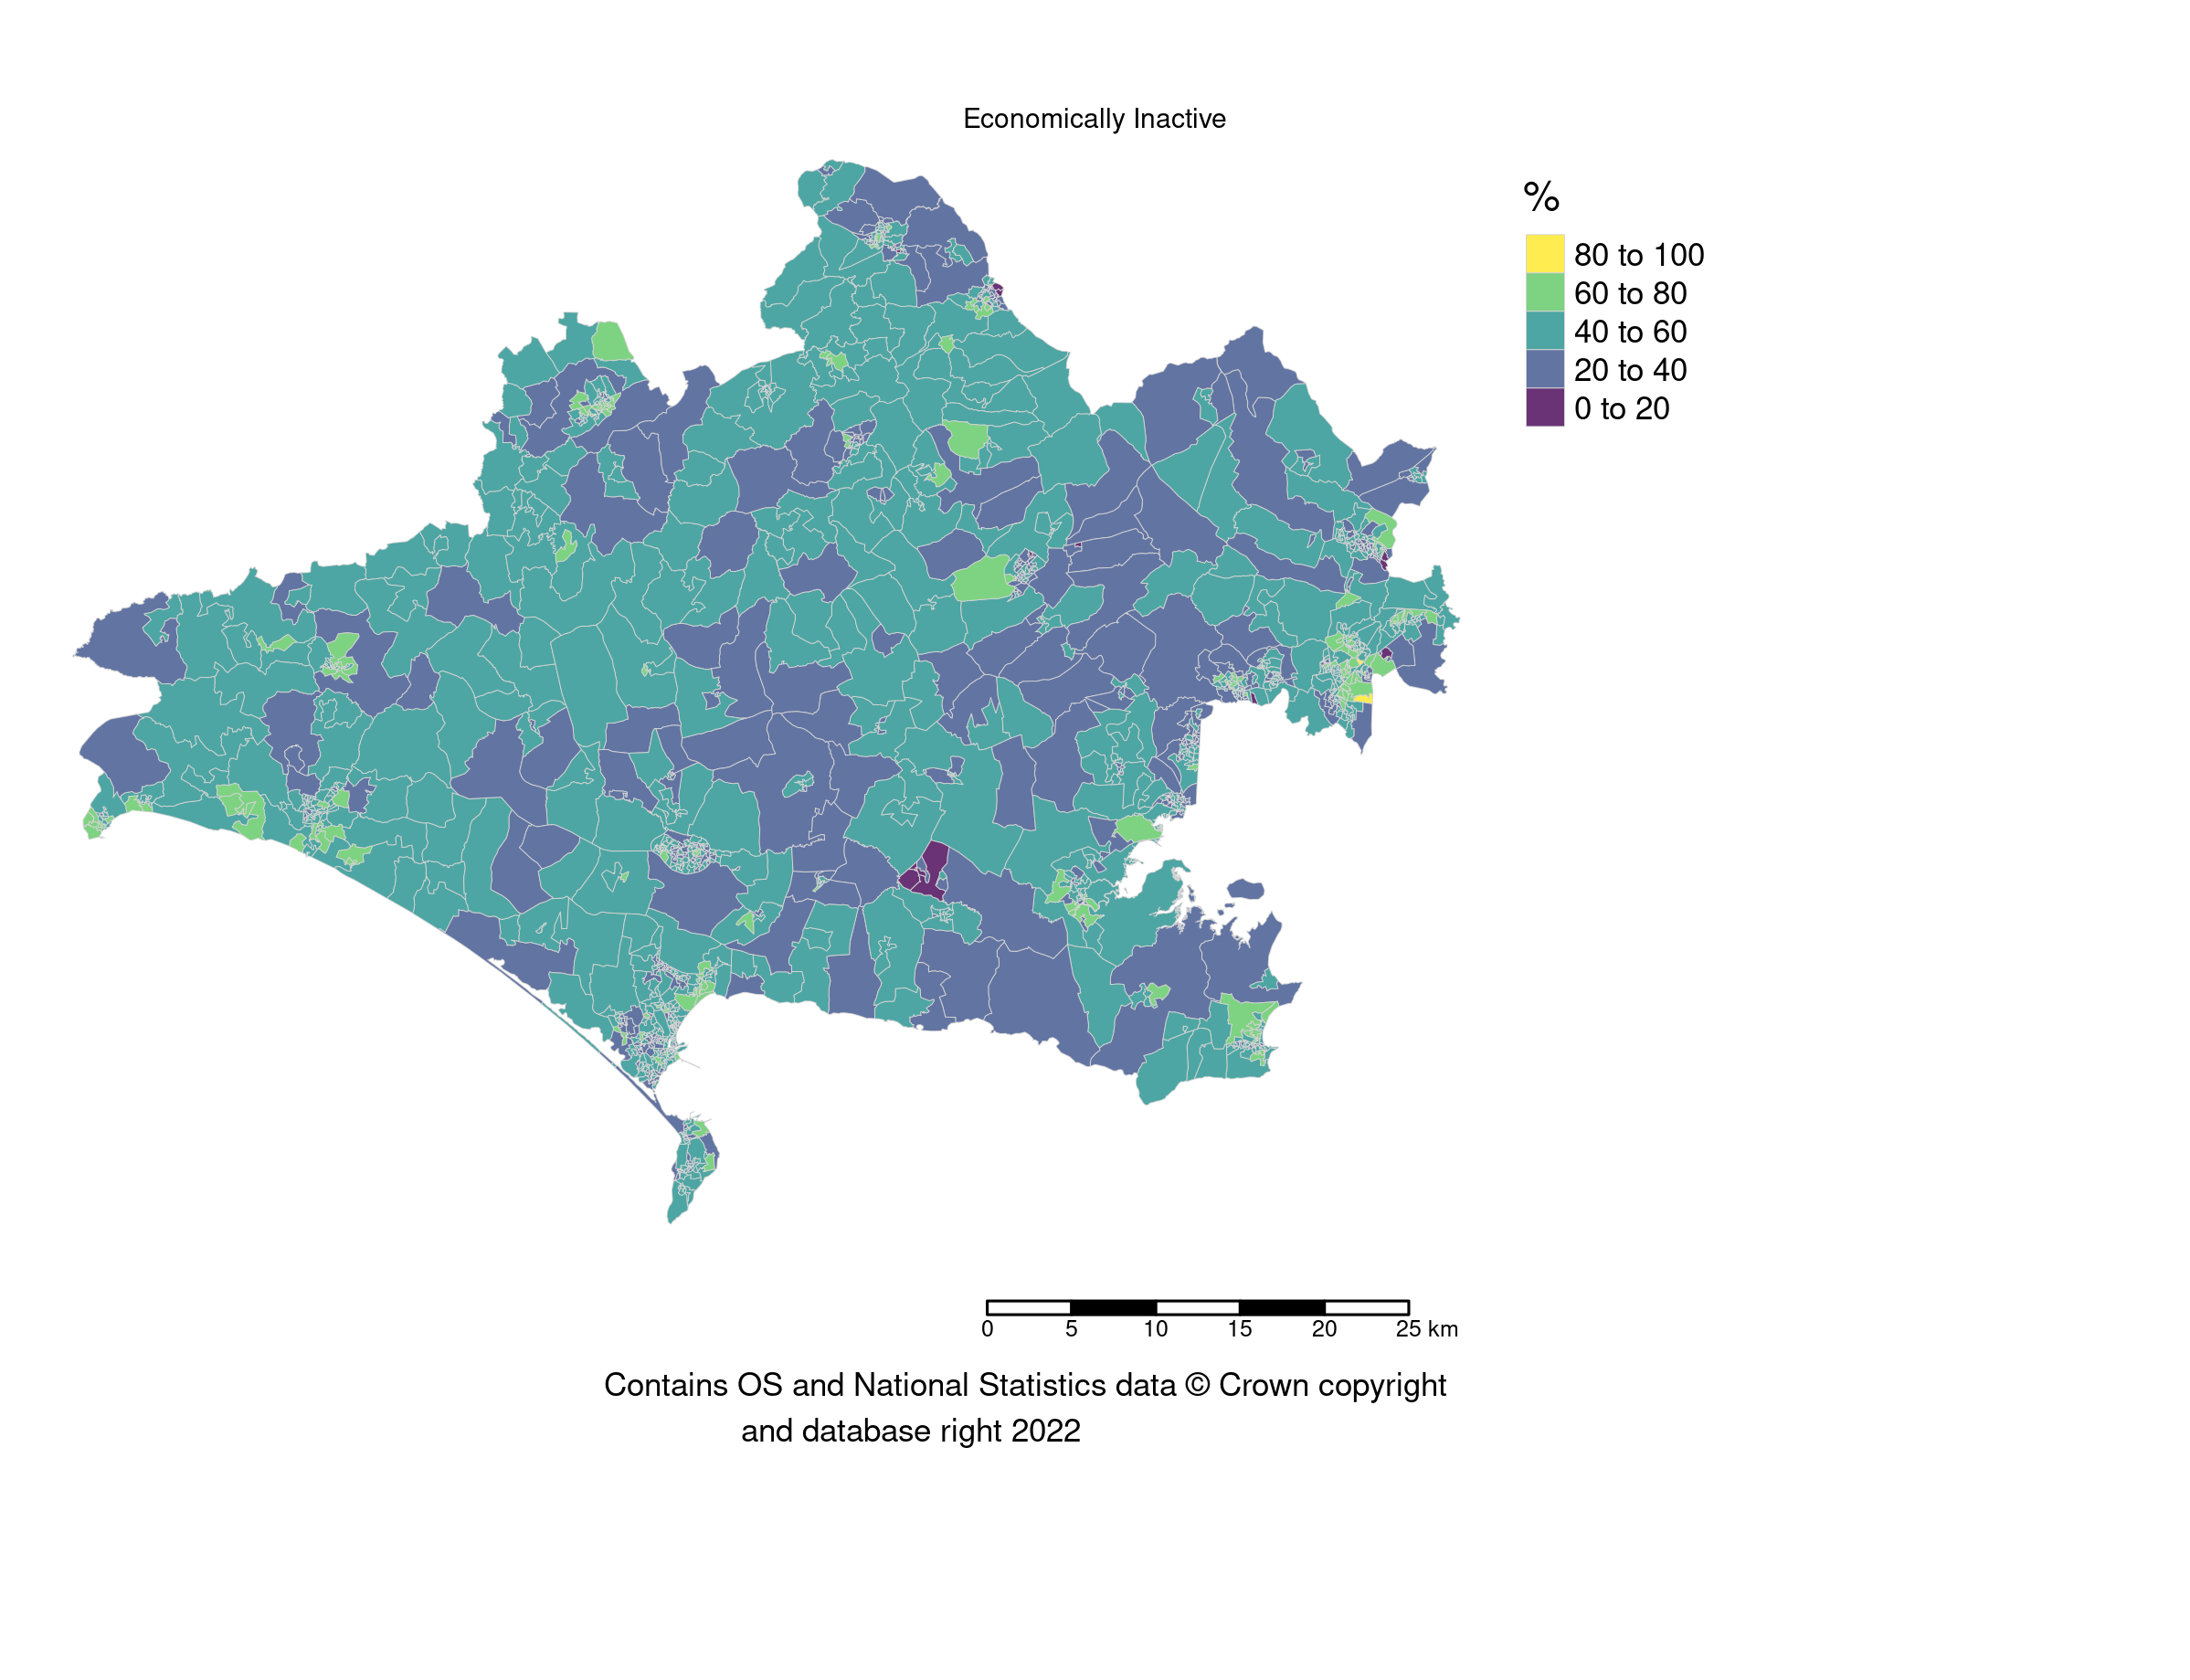 Economically Inactive
%
80 to 100
60 to 80
40 to 60
20 to 40
0 to 20
0 5 10 15 20 25 km
Contains OS and National Statistics data © Crown copyright
and database right 2022